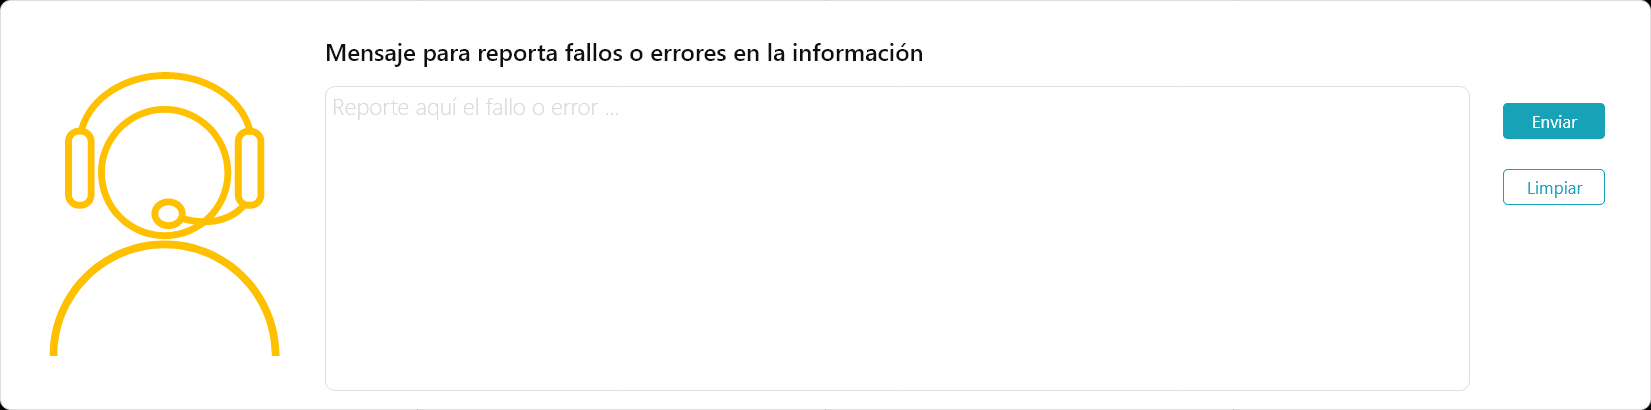 Mensaje para reporta fallos o errores en la información
Reporte aquí el fallo o error ...
Enviar
Limpiar